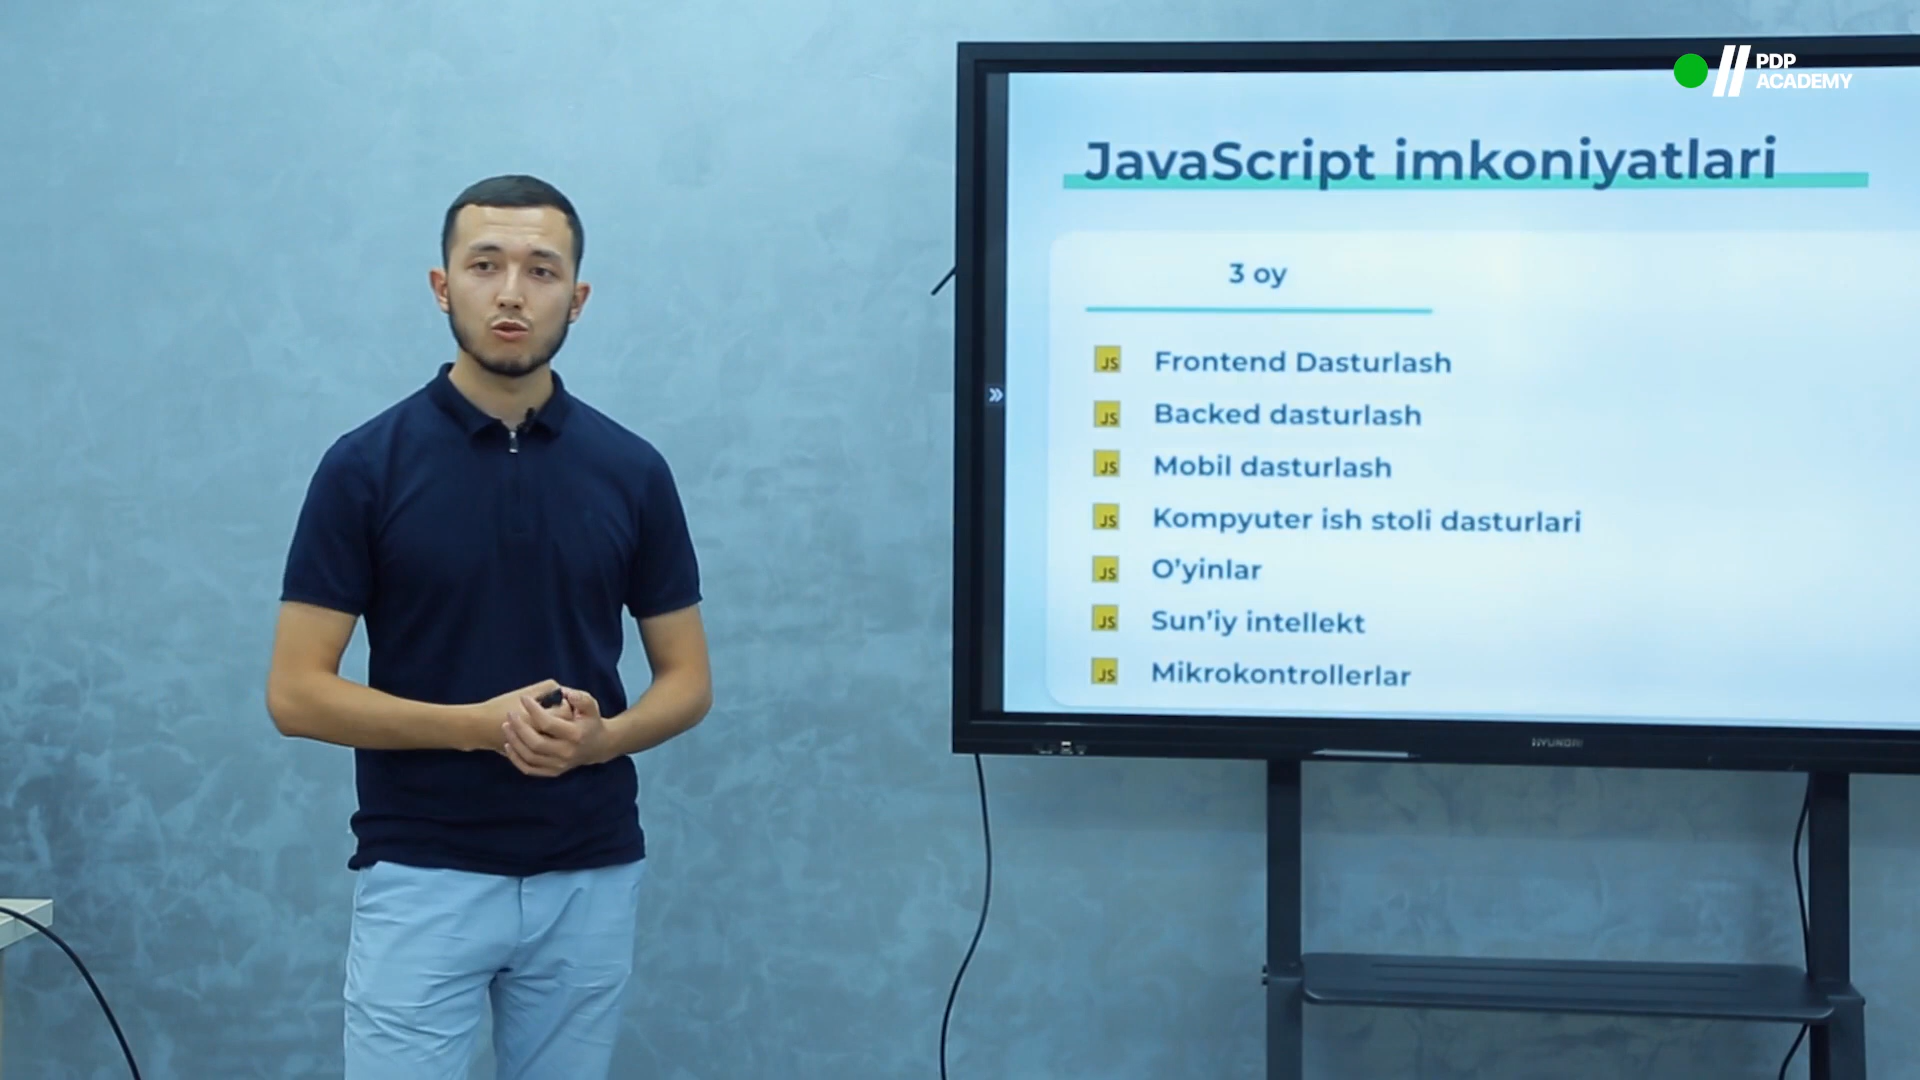 PDP
ACADEMY
JavaScript imkoniyatlari
3 oy
JS Frontend Dasturlash
JS Backed dasturlash
JS Mobil dasturlash
JS Kompyuter ish stoli dasturlari
JS O’yinlar
JS Sun’iy intellekt
JS Mikrokontrollerlar
HYUNDAI